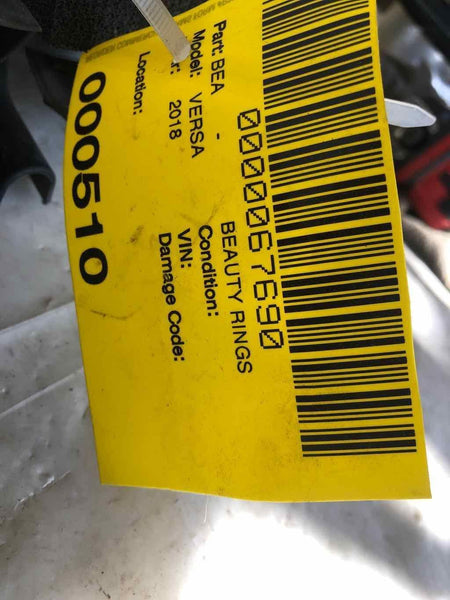 0000067690
Part: BEA - BEAUTY RINGS
Model: VERSA Condition:
2018 VIN:
Damage Code:
Location:
000510